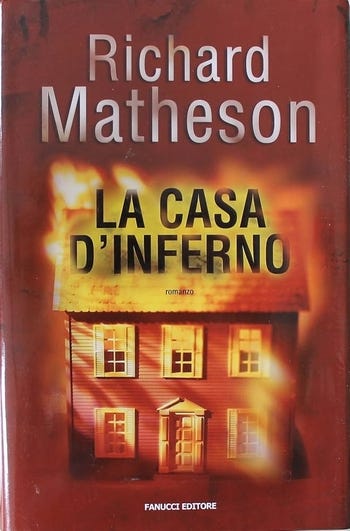 Richard
Matheson
LA CASA
D'INFERNO
romanzo
FANUCCI EDITORE